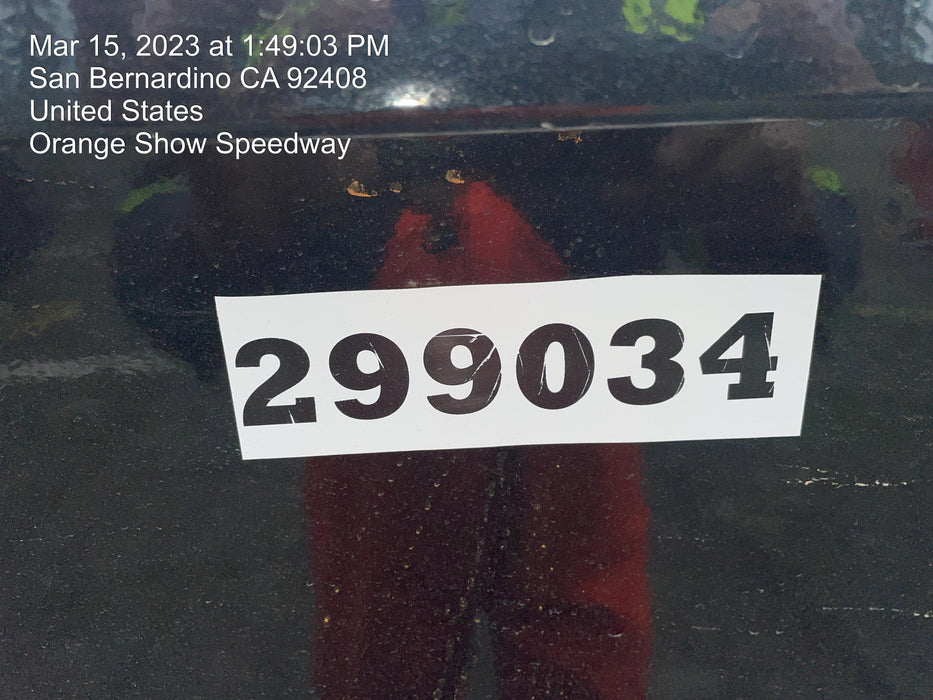 Mar 15, 2023 at 1:49:03 PM
San Bernardino CA 92408
United States
Orange Show Speedway
299034